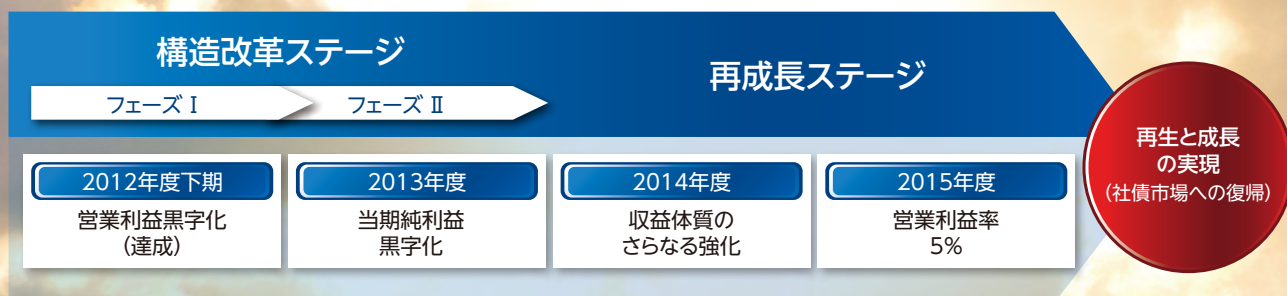 構造改革ステージ
フェーズ Ⅰ
フェーズ Ⅱ
再成長ステージ
2012年度下期
営業利益黒字化
(達成)
2013年度
当期純利益
黒字化
2014年度
収益体質の
さらなる強化
2015年度
営業利益率
5%
再生と成長
の実現
(社債市場への復帰)